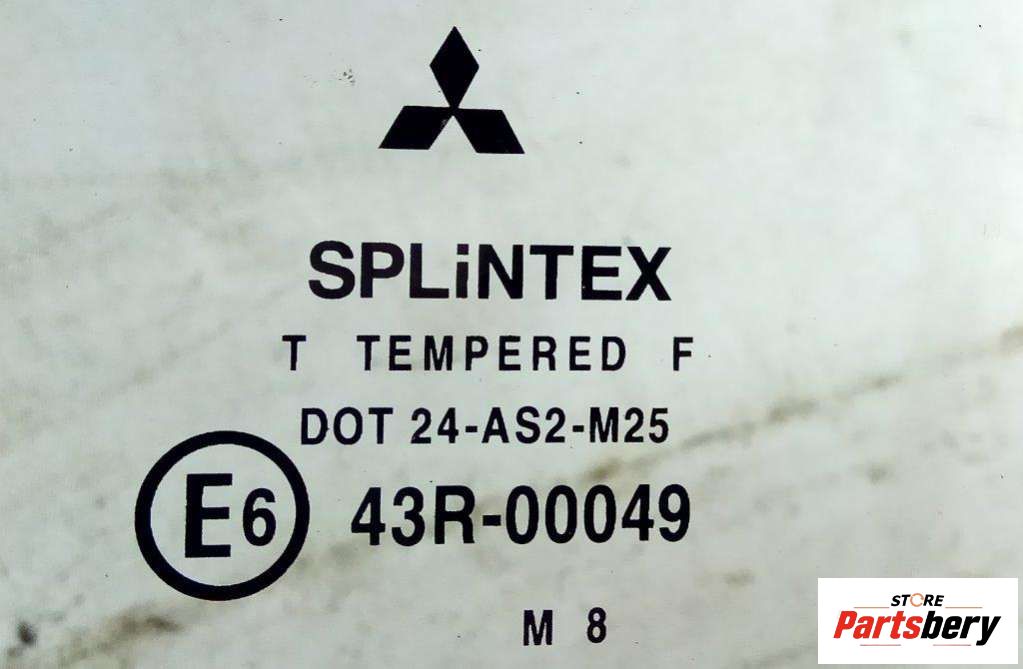 SPLiNTEX
T TEMPERED F
DOT 24-AS2-M25
E6 43R-00049
M 8
STORE
Partsbery